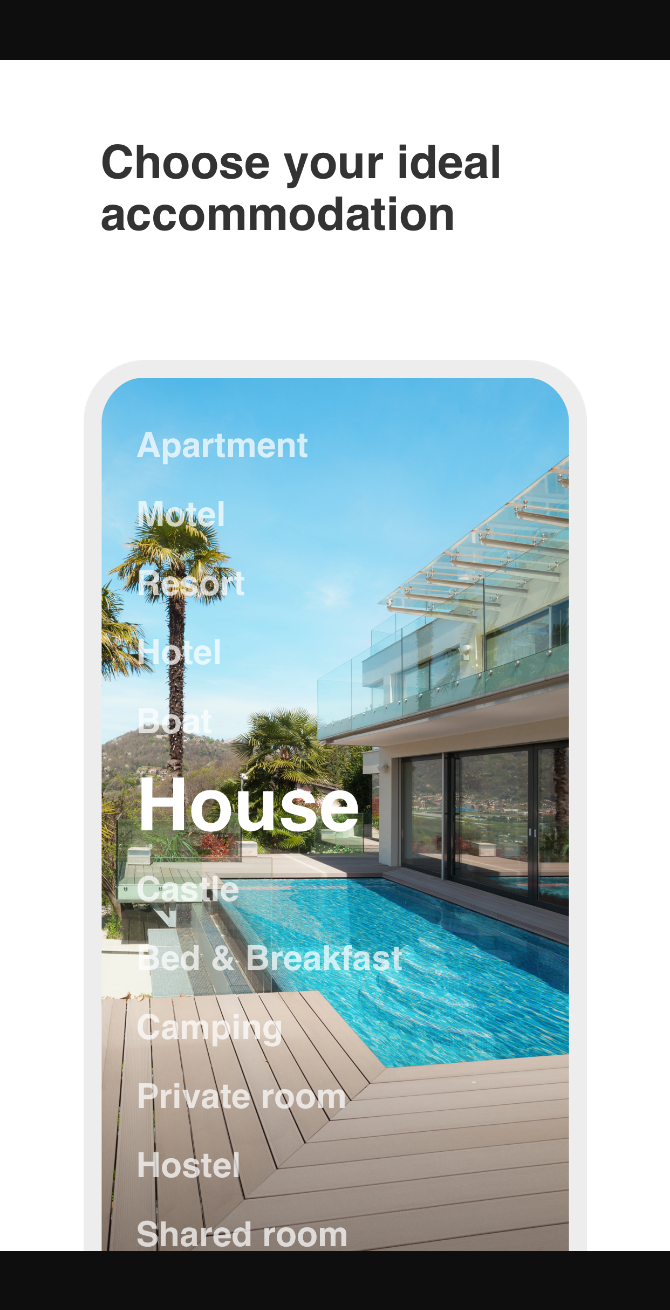 Choose your ideal
accommodation
Apartment
Motel
Resort
Hotel
Boat
House
Castle
Bed & Breakfast
Camping
Private room
Hostel
Shared room